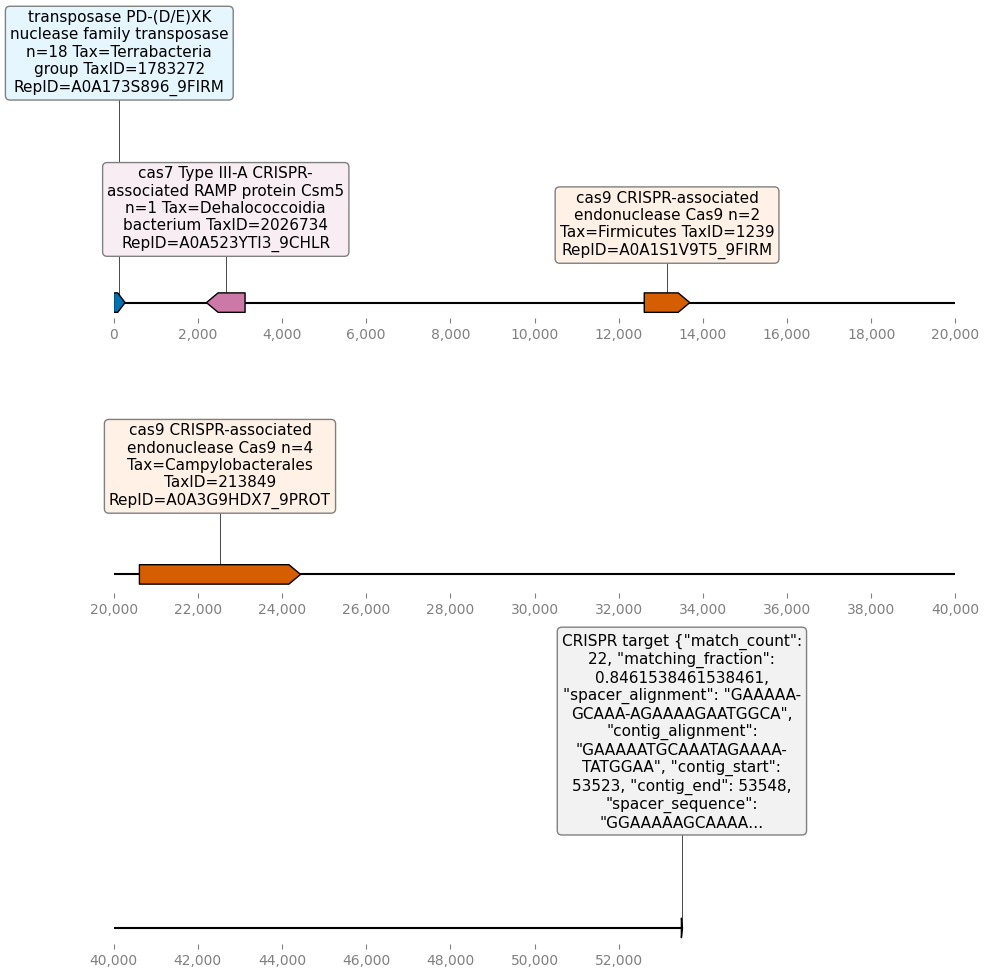 transposase PD-(D/E)XK
nuclease family transposase
n=18 Tax=Terrabacteria
group TaxID=1783272
RepID=A0A173S896_9FIRM
cas7 Type III-A CRISPR-
associated RAMP protein Csm5
n=1 Tax=Dehalococcoidia
bacterium TaxID=2026734
RepID=A0A523YTI3_9CHLR
cas9 CRISPR-associated
endonuclease Cas9 n=2
Tax=Firmicutes TaxID=1239
RepID=A0A1S1V9T5_9FIRM
0 2,000 4,000 6,000 8,000 10,000 12,000 14,000 16,000 18,000 20,000
cas9 CRISPR-associated
endonuclease Cas9 n=4
Tax=Campylobacterales
TaxID=213849
RepID=A0A3G9HDX7_9PROT
20,000 22,000 24,000 26,000 28,000 30,000 32,000 34,000 36,000 38,000 40,000
CRISPR target {"match_count":
22, "matching_fraction":
0.8461538461538461,
"spacer_alignment": "GAAAAA-
GCAAA-AGAAAAGAATGGCA",
"contig_alignment":
"GAAAAATGCAAATAGAAAA-
TATGGAA", "contig_start":
53523, "contig_end": 53548,
"spacer_sequence":
"GGAAAAAGCAAAA...
40,000 42,000 44,000 46,000 48,000 50,000 52,000